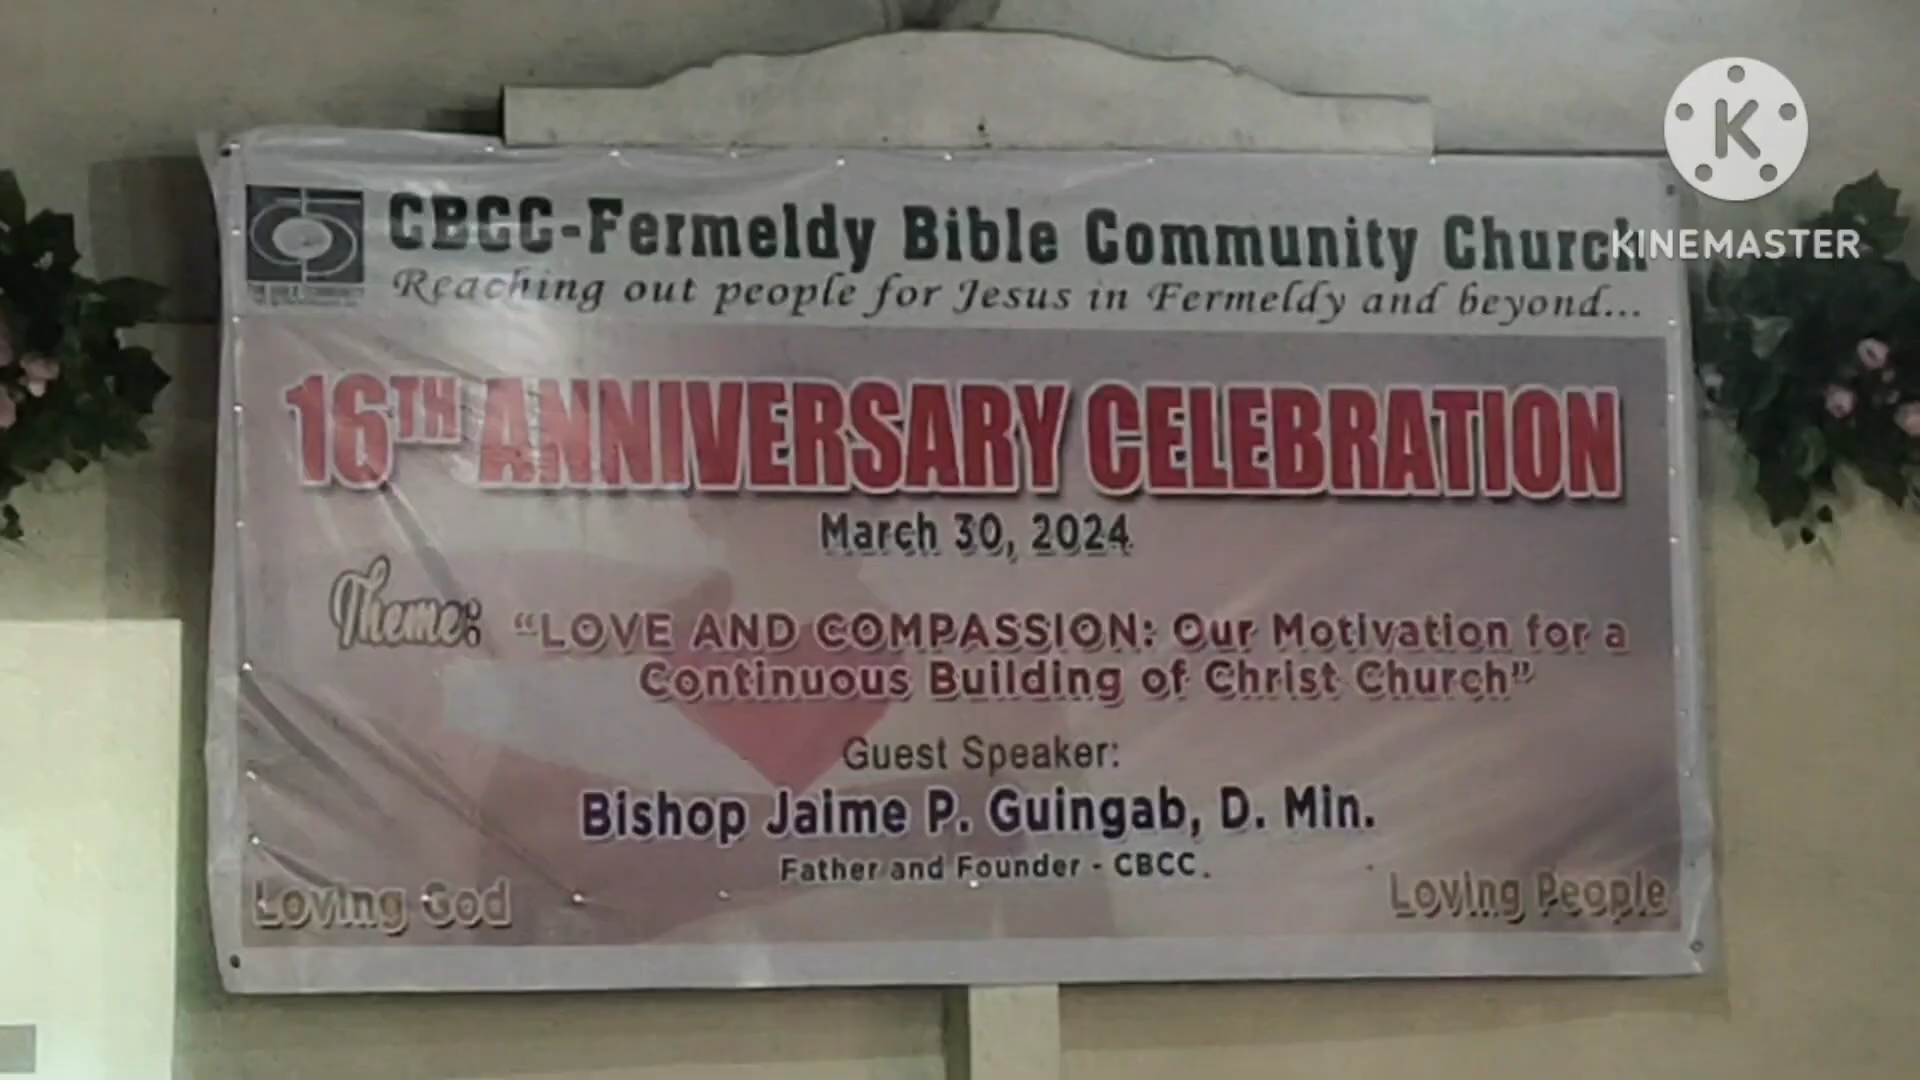 CBCC-Fermeldy Bible Community Church
Reaching out people for Jesus in Fermeldy and beyond...
16TH ANNIVERSARY CELEBRATION
March 30, 2024
Theme: “LOVE AND COMPASSION: Our Motivation for a
Continuous Building of Christ Church”
Guest Speaker:
Bishop Jaime P. Guingab, D. Min.
Father and Founder - CBCC.
Loving God
Loving People
K
KINEMASTER